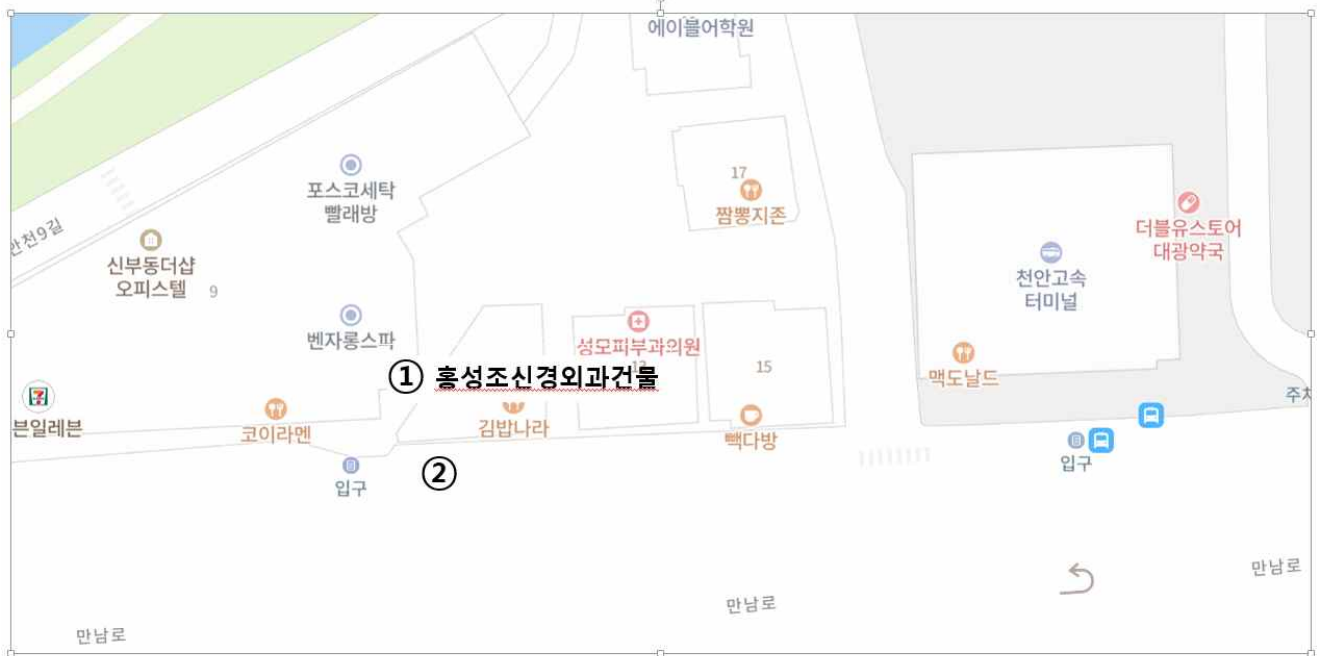 에이블어학원
17
짬뽕지존
포스코세탁
빨래방
더블유스토어
대광약국
안천9길
신부동더샵
오피스텔 9
천안고속
터미널
벤자롱스파
성모피부과의원
13
15
맥도날드
① 홍성조신경외과건물
븐일레븐
코이라멘
김밥나라
빽다방
주차
입구
②
입구
만남로
만남로
만남로